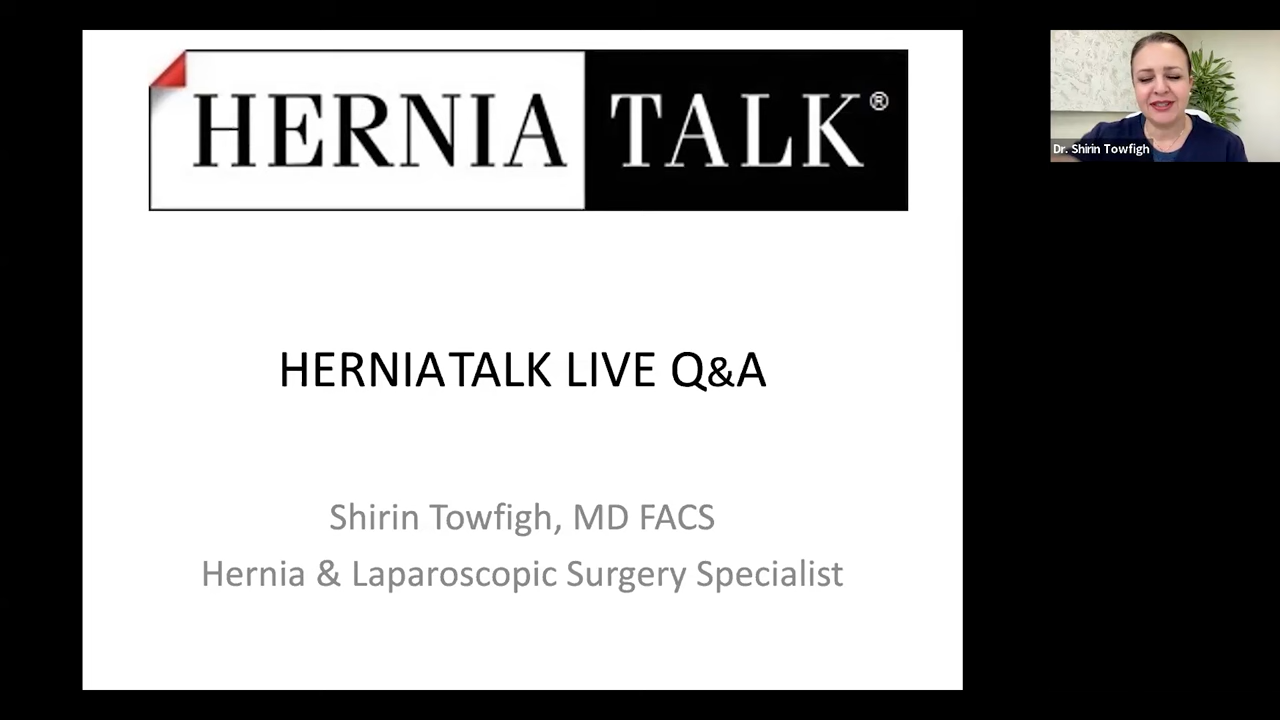 HERNIA TALK®
HERNIATALK LIVE Q&A
Shirin Towfigh, MD FACS
Hernia & Laparoscopic Surgery Specialist
Dr. Shirin Towfigh